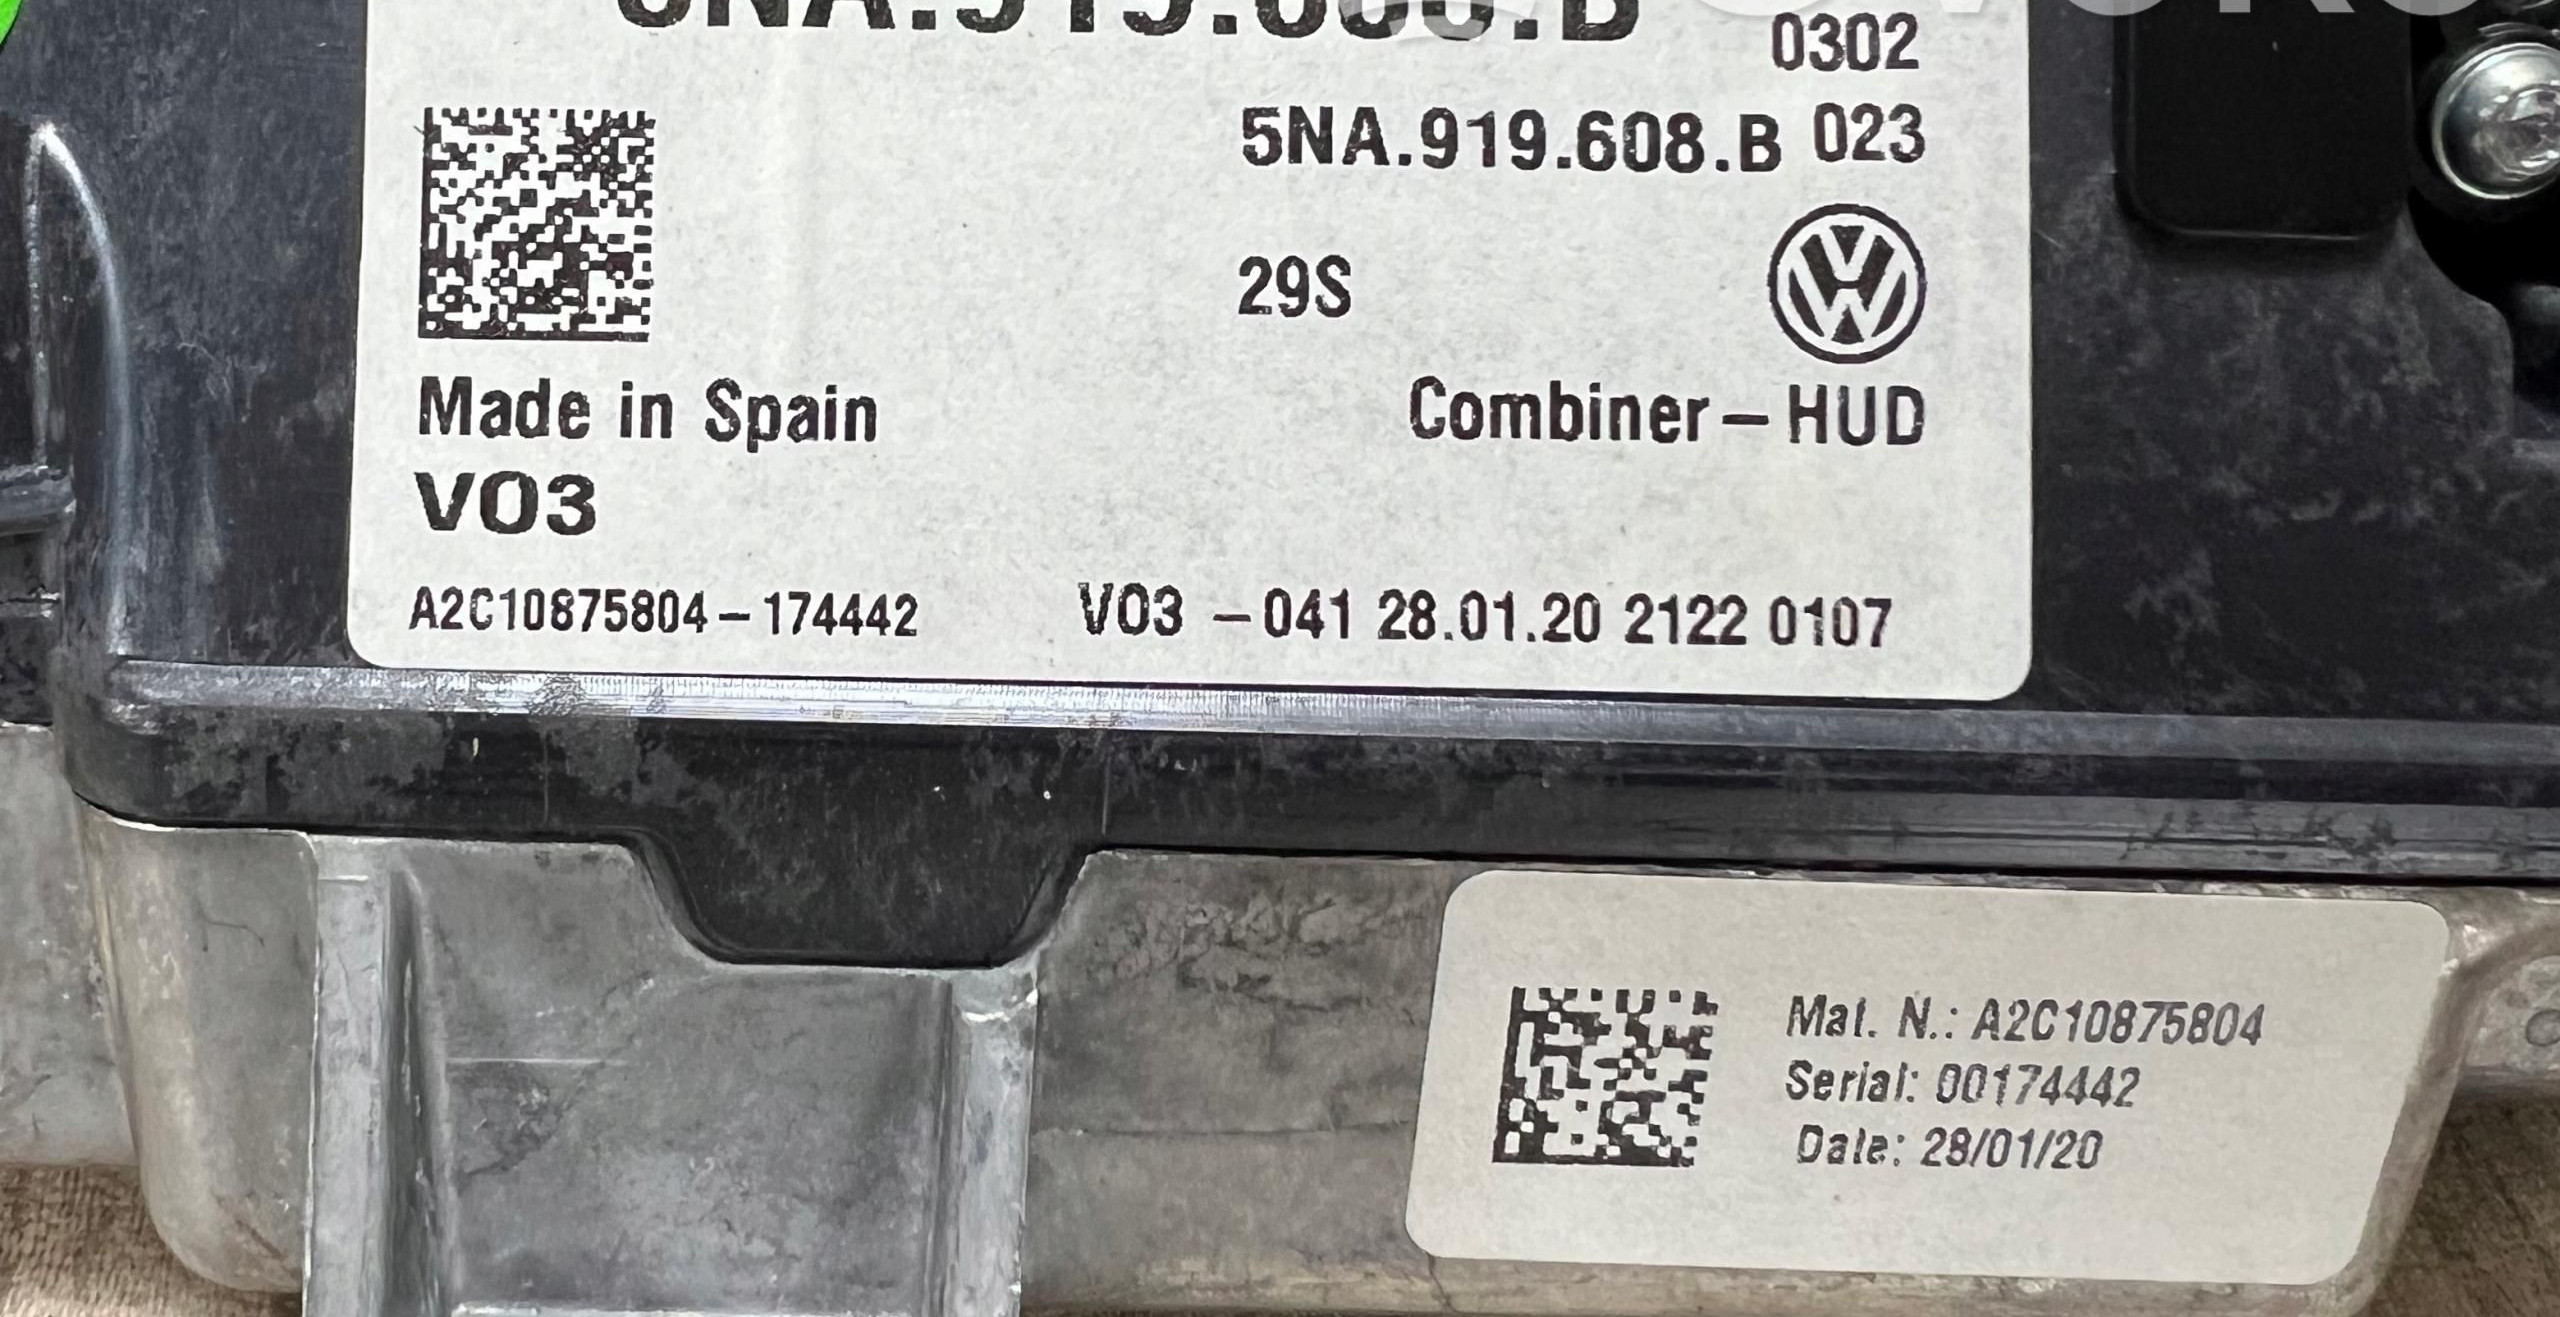 0302
5NA.919.608.B 023
29S
Made in Spain
Combiner – HUD
V03
A2C10875804 – 174442
V03 – 041 28.01.20 2122 0107
Mat. N.: A2C10875804
Serial: 00174442
Date: 28/01/20